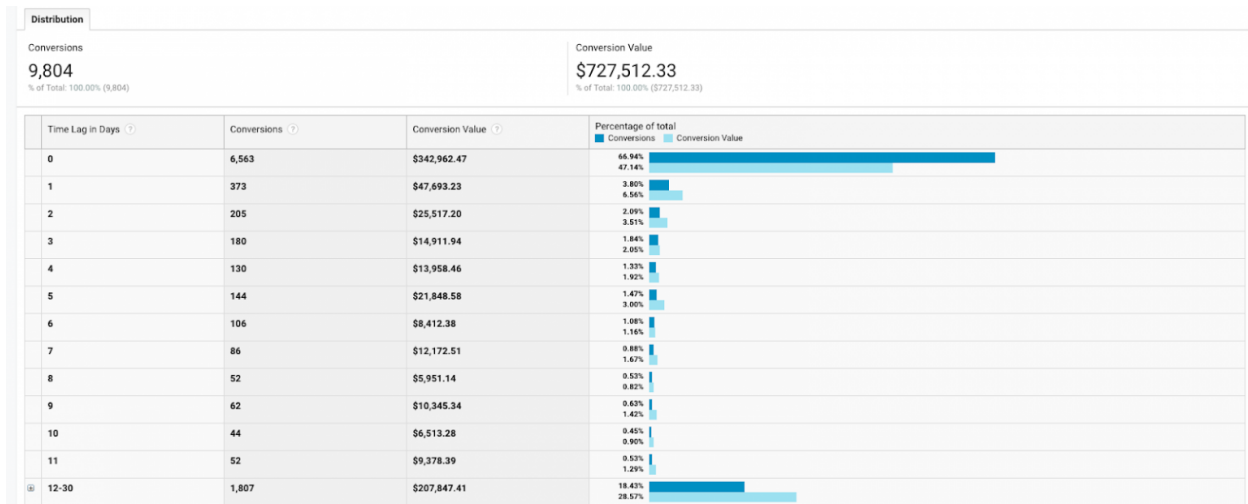 Distribution
Conversions
9,804
% of Total: 100.00% (9,804)
Conversion Value
$727,512.33
% of Total: 100.00% ($727,512.33)
Time Lag in Days ? Conversions ? Conversion Value ? Percentage of total
Conversions Conversion Value
0 6,563 $342,962.47 66.94%
47.14%
1 373 $47,693.23 3.80%
6.56%
2 205 $25,517.20 2.09%
3.51%
3 180 $14,911.94 1.84%
2.05%
4 130 $13,958.46 1.33%
1.92%
5 144 $21,848.58 1.47%
3.00%
6 106 $8,412.38 1.08%
1.16%
7 86 $12,172.51 0.88%
1.67%
8 52 $5,951.14 0.53%
0.82%
9 62 $10,345.34 0.63%
1.42%
10 44 $6,513.28 0.45%
0.90%
11 52 $9,378.39 0.53%
1.29%
12-30 1,807 $207,847.41 18.43%
28.57%